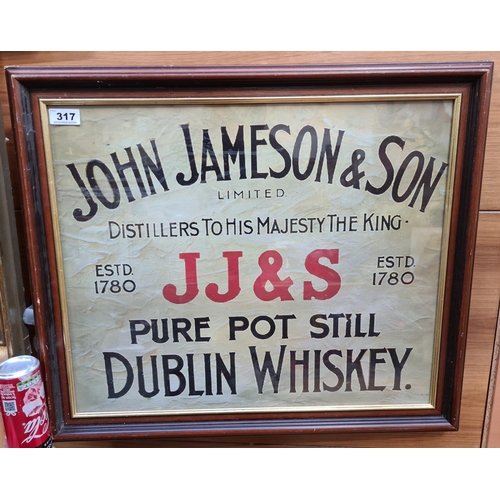 317
JOHN JAMESON & SON
LIMITED
DISTILLERS TO HIS MAJESTY THE KING.
ESTD. 1780
JJ&S
ESTD. 1780
PURE POT STILL
DUBLIN WHISKEY.